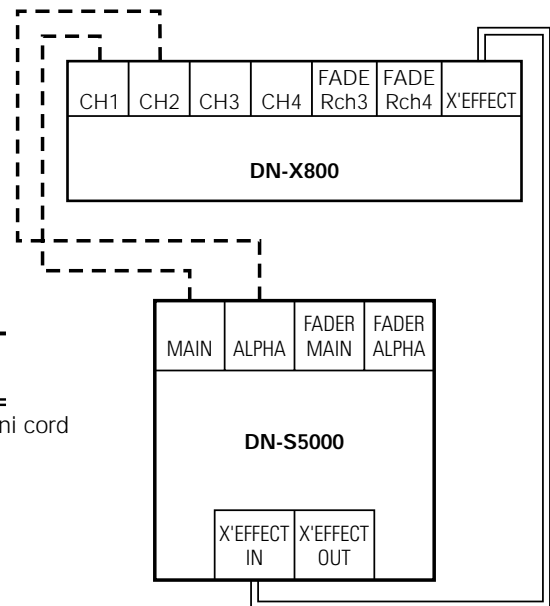 CH1
CH2
CH3
CH4
FADE
Rch3
FADE
Rch4
X'EFFECT
DN-X800
MAIN
ALPHA
FADER
MAIN
FADER
ALPHA
ni cord
DN-S5000
X'EFFECT
IN
X'EFFECT
OUT